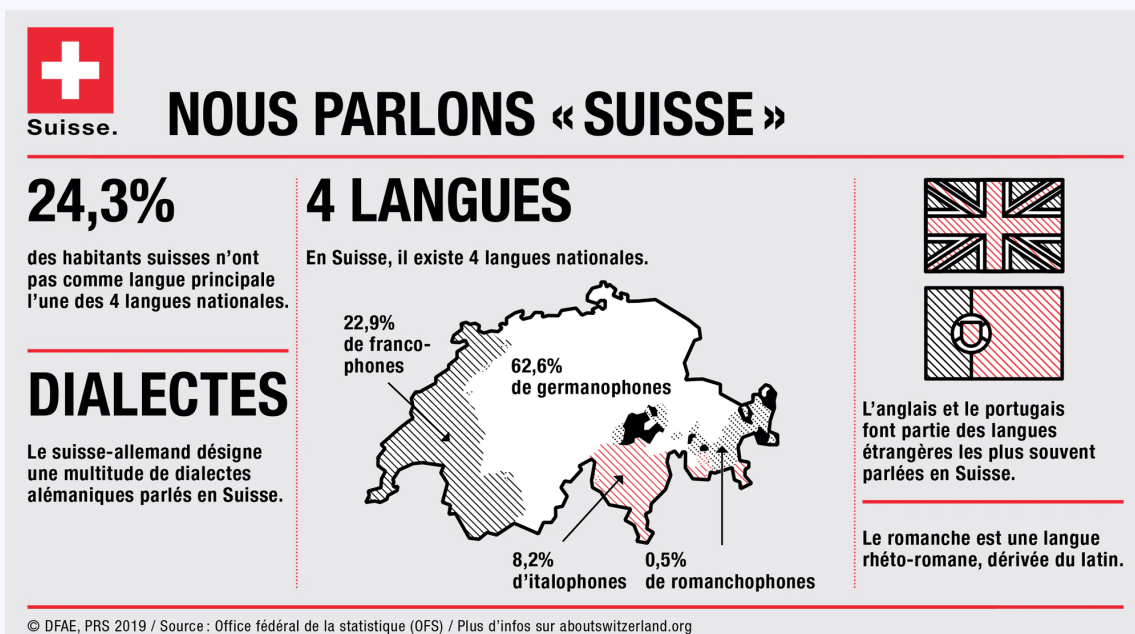 Suisse.
NOUS PARLONS « SUISSE »
24,3%
des habitants suisses n’ont
pas comme langue principale
l’une des 4 langues nationales.
DIALECTES
Le suisse-allemand désigne
une multitude de dialectes
alémaniques parlés en Suisse.
4 LANGUES
En Suisse, il existe 4 langues nationales.
22,9%
de franco-
phones
62,6%
de germanophones
8,2%
d’italophones
0,5%
de romanchophones
L’anglais et le portugais
font partie des langues
étrangères les plus souvent
parlées en Suisse.
Le romanche est une langue
rhéto-romane, dérivée du latin.
© DFAE, PRS 2019 / Source : Office fédéral de la statistique (OFS) / Plus d’infos sur aboutswitzerland.org